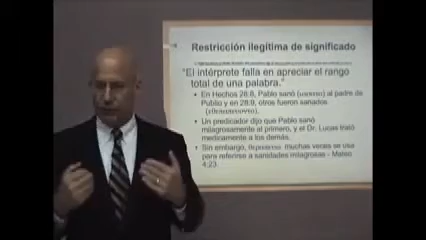 Restricción ilegítima de significado
"El intérprete falla en apreciar el rango
total de una palabra."
En Hechos 28:8, Pablo sanó al padre de
Publio y en 28:9, otros fueron sanados
Un predicador dijo que Pablo sanó
milagrosamente al primero, y el Dr. Lucas trató
medicamente a los demás.
Sin embargo, muchas veces se usa
para referirse a sanidades milagrosas - Mateo
4:23.